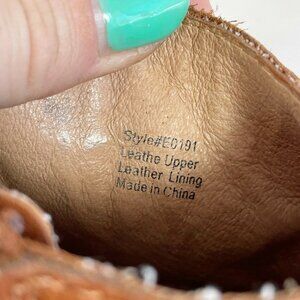 Style#E0191
Leathe Upper
Leather Lining
Made in China